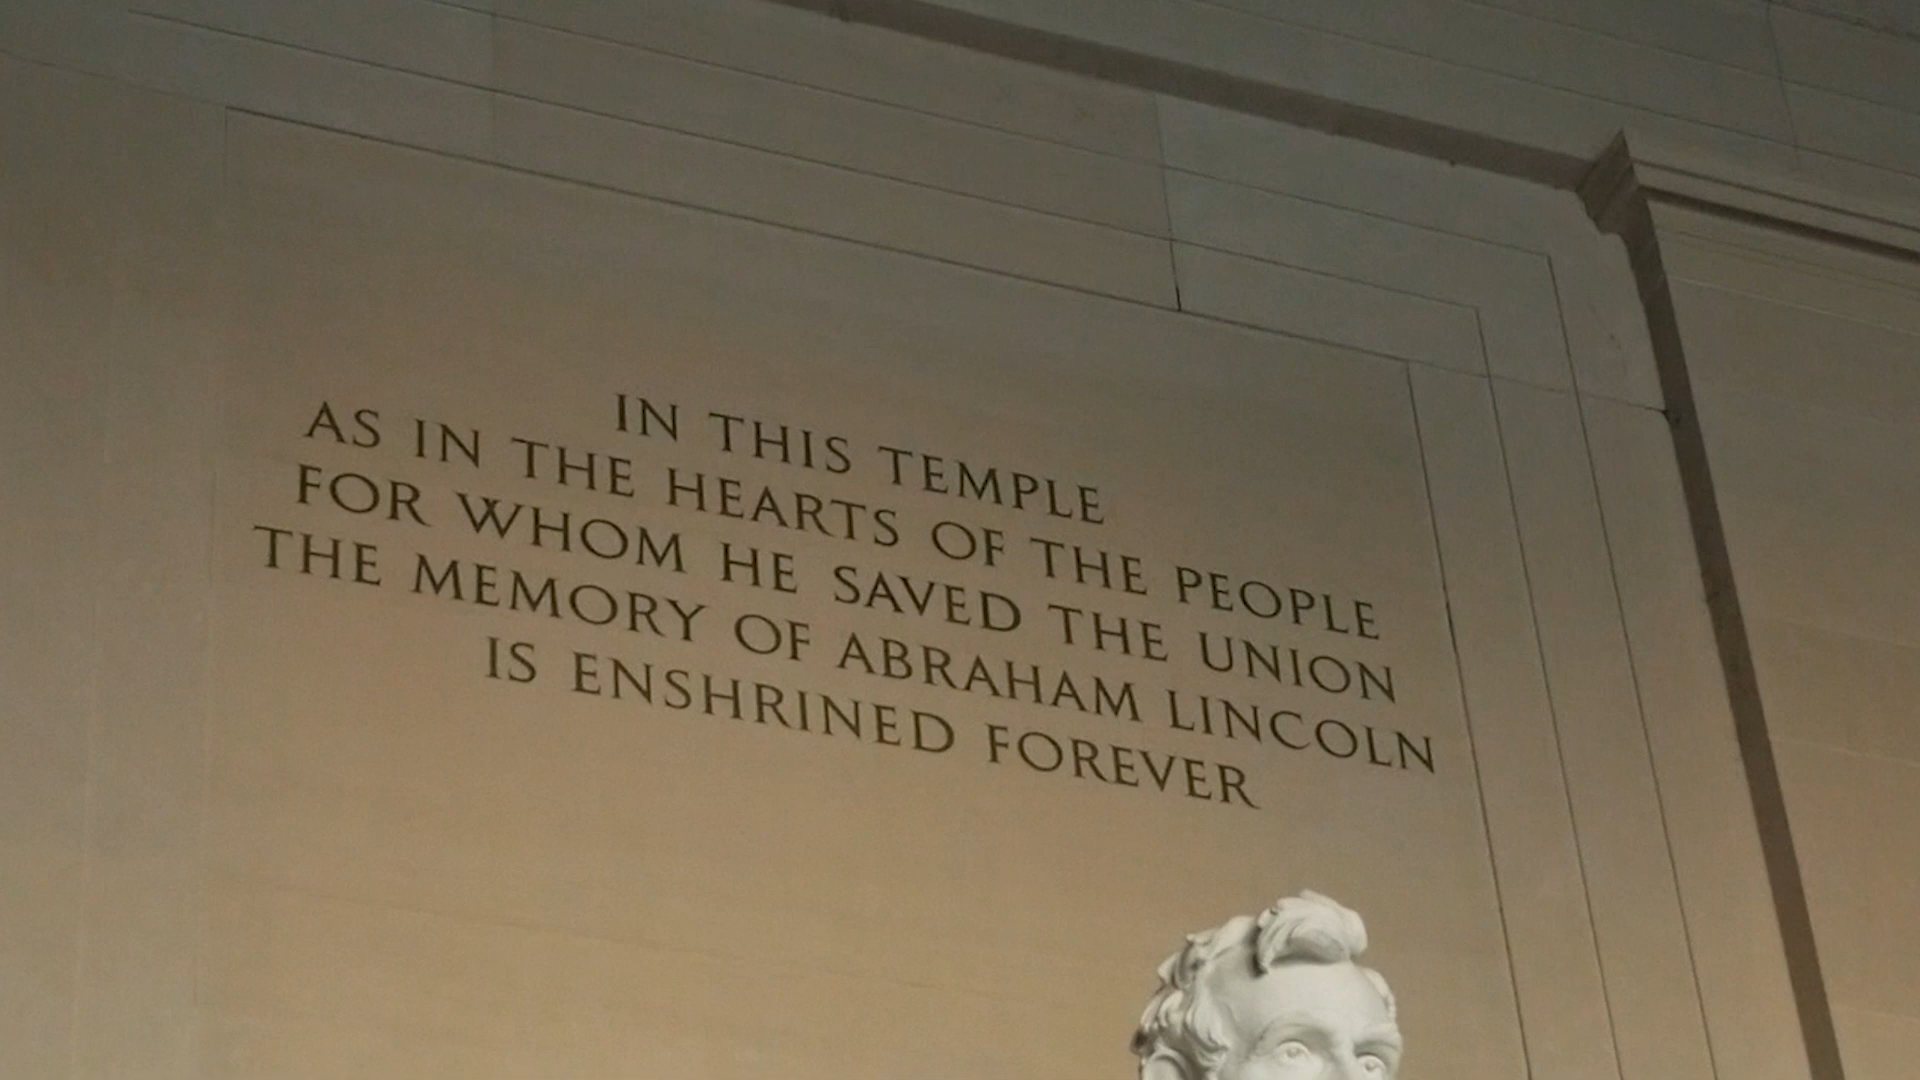 IN THIS TEMPLE
AS IN THE HEARTS OF THE PEOPLE
FOR WHOM HE SAVED THE UNION
THE MEMORY OF ABRAHAM LINCOLN
IS ENSHRINED FOREVER